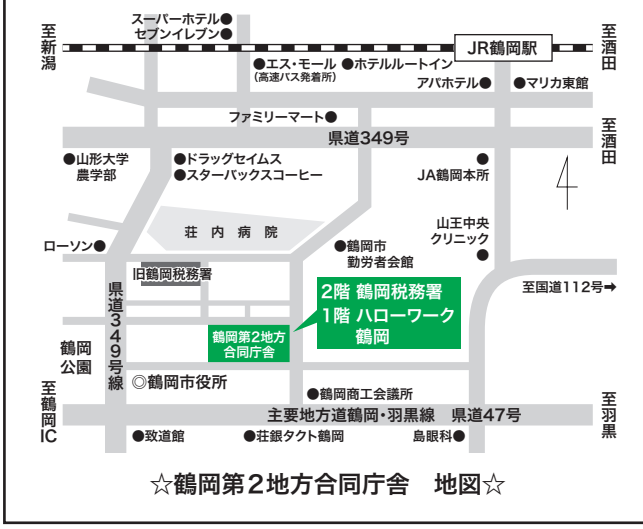 スーパーホテル●
セブンイレブン●
至新潟
JR鶴岡駅
至酒田
●エス・モール
(高速バス発着所)
●ホテルルートイン
アパホテル●
●マリカ東館
ファミリーマート●
県道349号
至酒田
●山形大学
農学部
●ドラッグセイムス
●スターバックスコーヒー
●
JA鶴岡本所
荘内病院
山王中央
クリニック
●
ローソン●
●鶴岡市
勤労者会館
旧鶴岡税務署
至国道112号➡
2階 鶴岡税務署
1階 ハローワーク
鶴岡
県道349号線
鶴岡第2地方
合同庁舎
鶴岡
公園
◎鶴岡市役所
至鶴岡IC
●鶴岡商工会議所
至羽黒
主要地方道鶴岡・羽黒線 県道47号
●致道館
●荘銀タクト鶴岡
島眼科●
☆鶴岡第2地方合同庁舎 地図☆